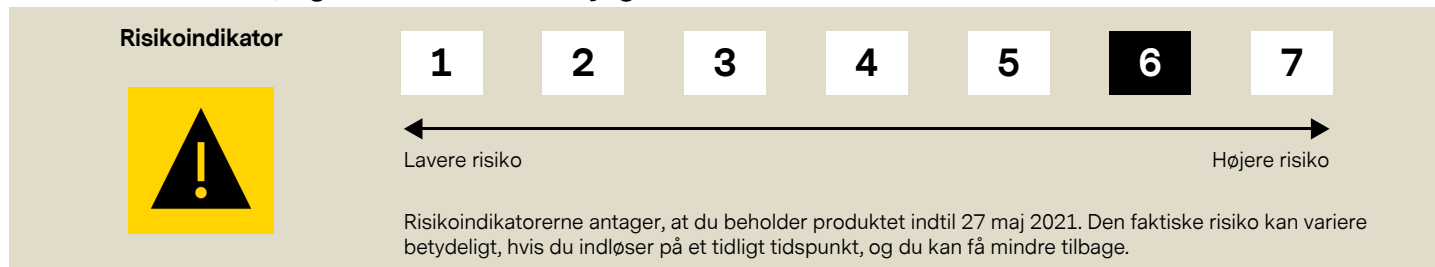 Risikoindikator
1 2 3 4 5 6 7
Lavere risiko Højere risiko
Risikoindikatorerne antager, at du beholder produktet indtil 27 maj 2021. Den faktiske risiko kan variere
betydeligt, hvis du indløser på et tidligt tidspunkt, og du kan få mindre tilbage.